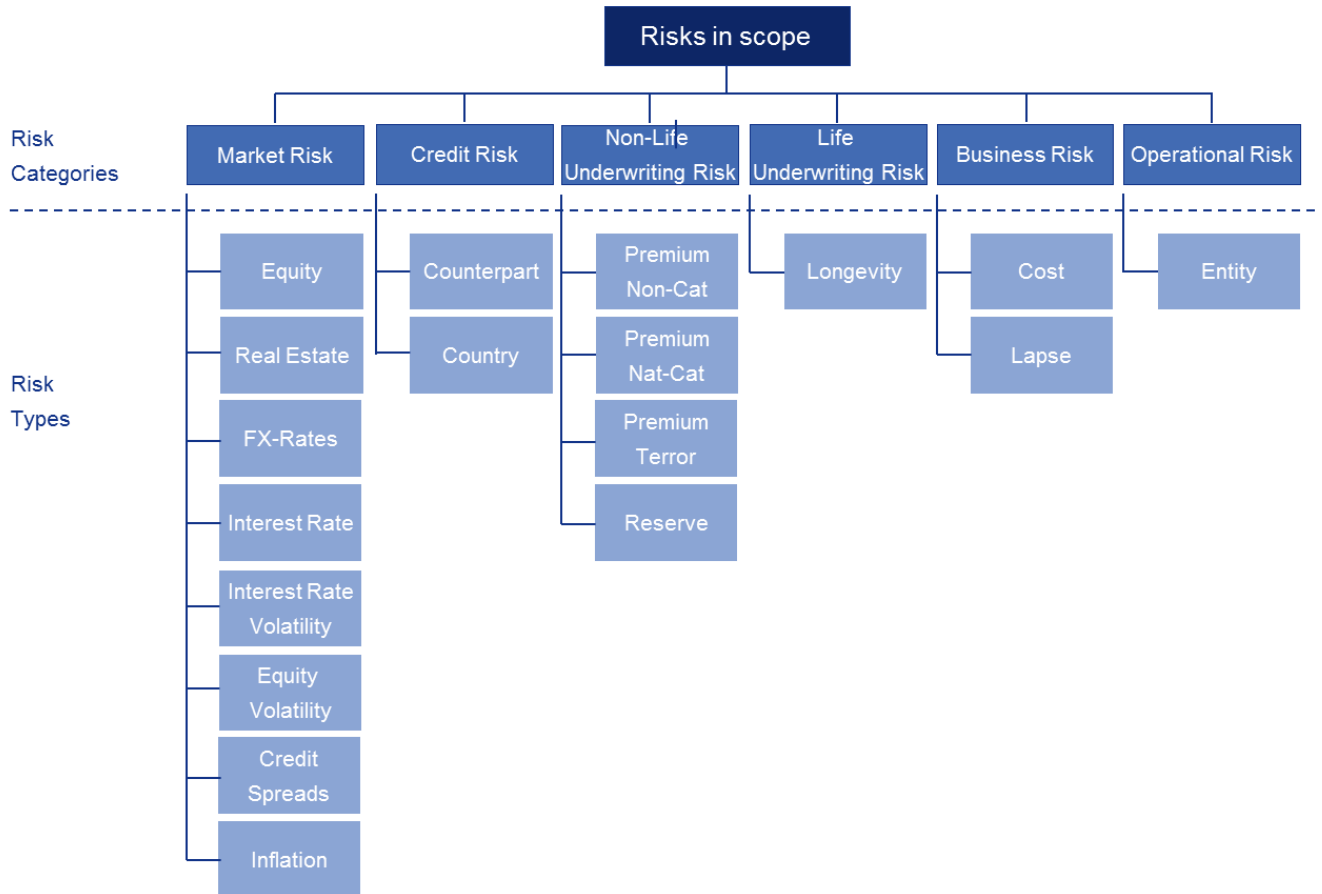 Risks in scope
Risk
Categories
Market Risk
Credit Risk
Non-Life
Underwriting Risk
Life
Underwriting Risk
Business Risk
Operational Risk
Risk
Types
Equity
Real Estate
FX-Rates
Interest Rate
Interest Rate
Volatility
Equity
Volatility
Credit
Spreads
Inflation
Counterpart
Country
Premium
Non-Cat
Premium
Nat-Cat
Premium
Terror
Reserve
Longevity
Cost
Lapse
Entity